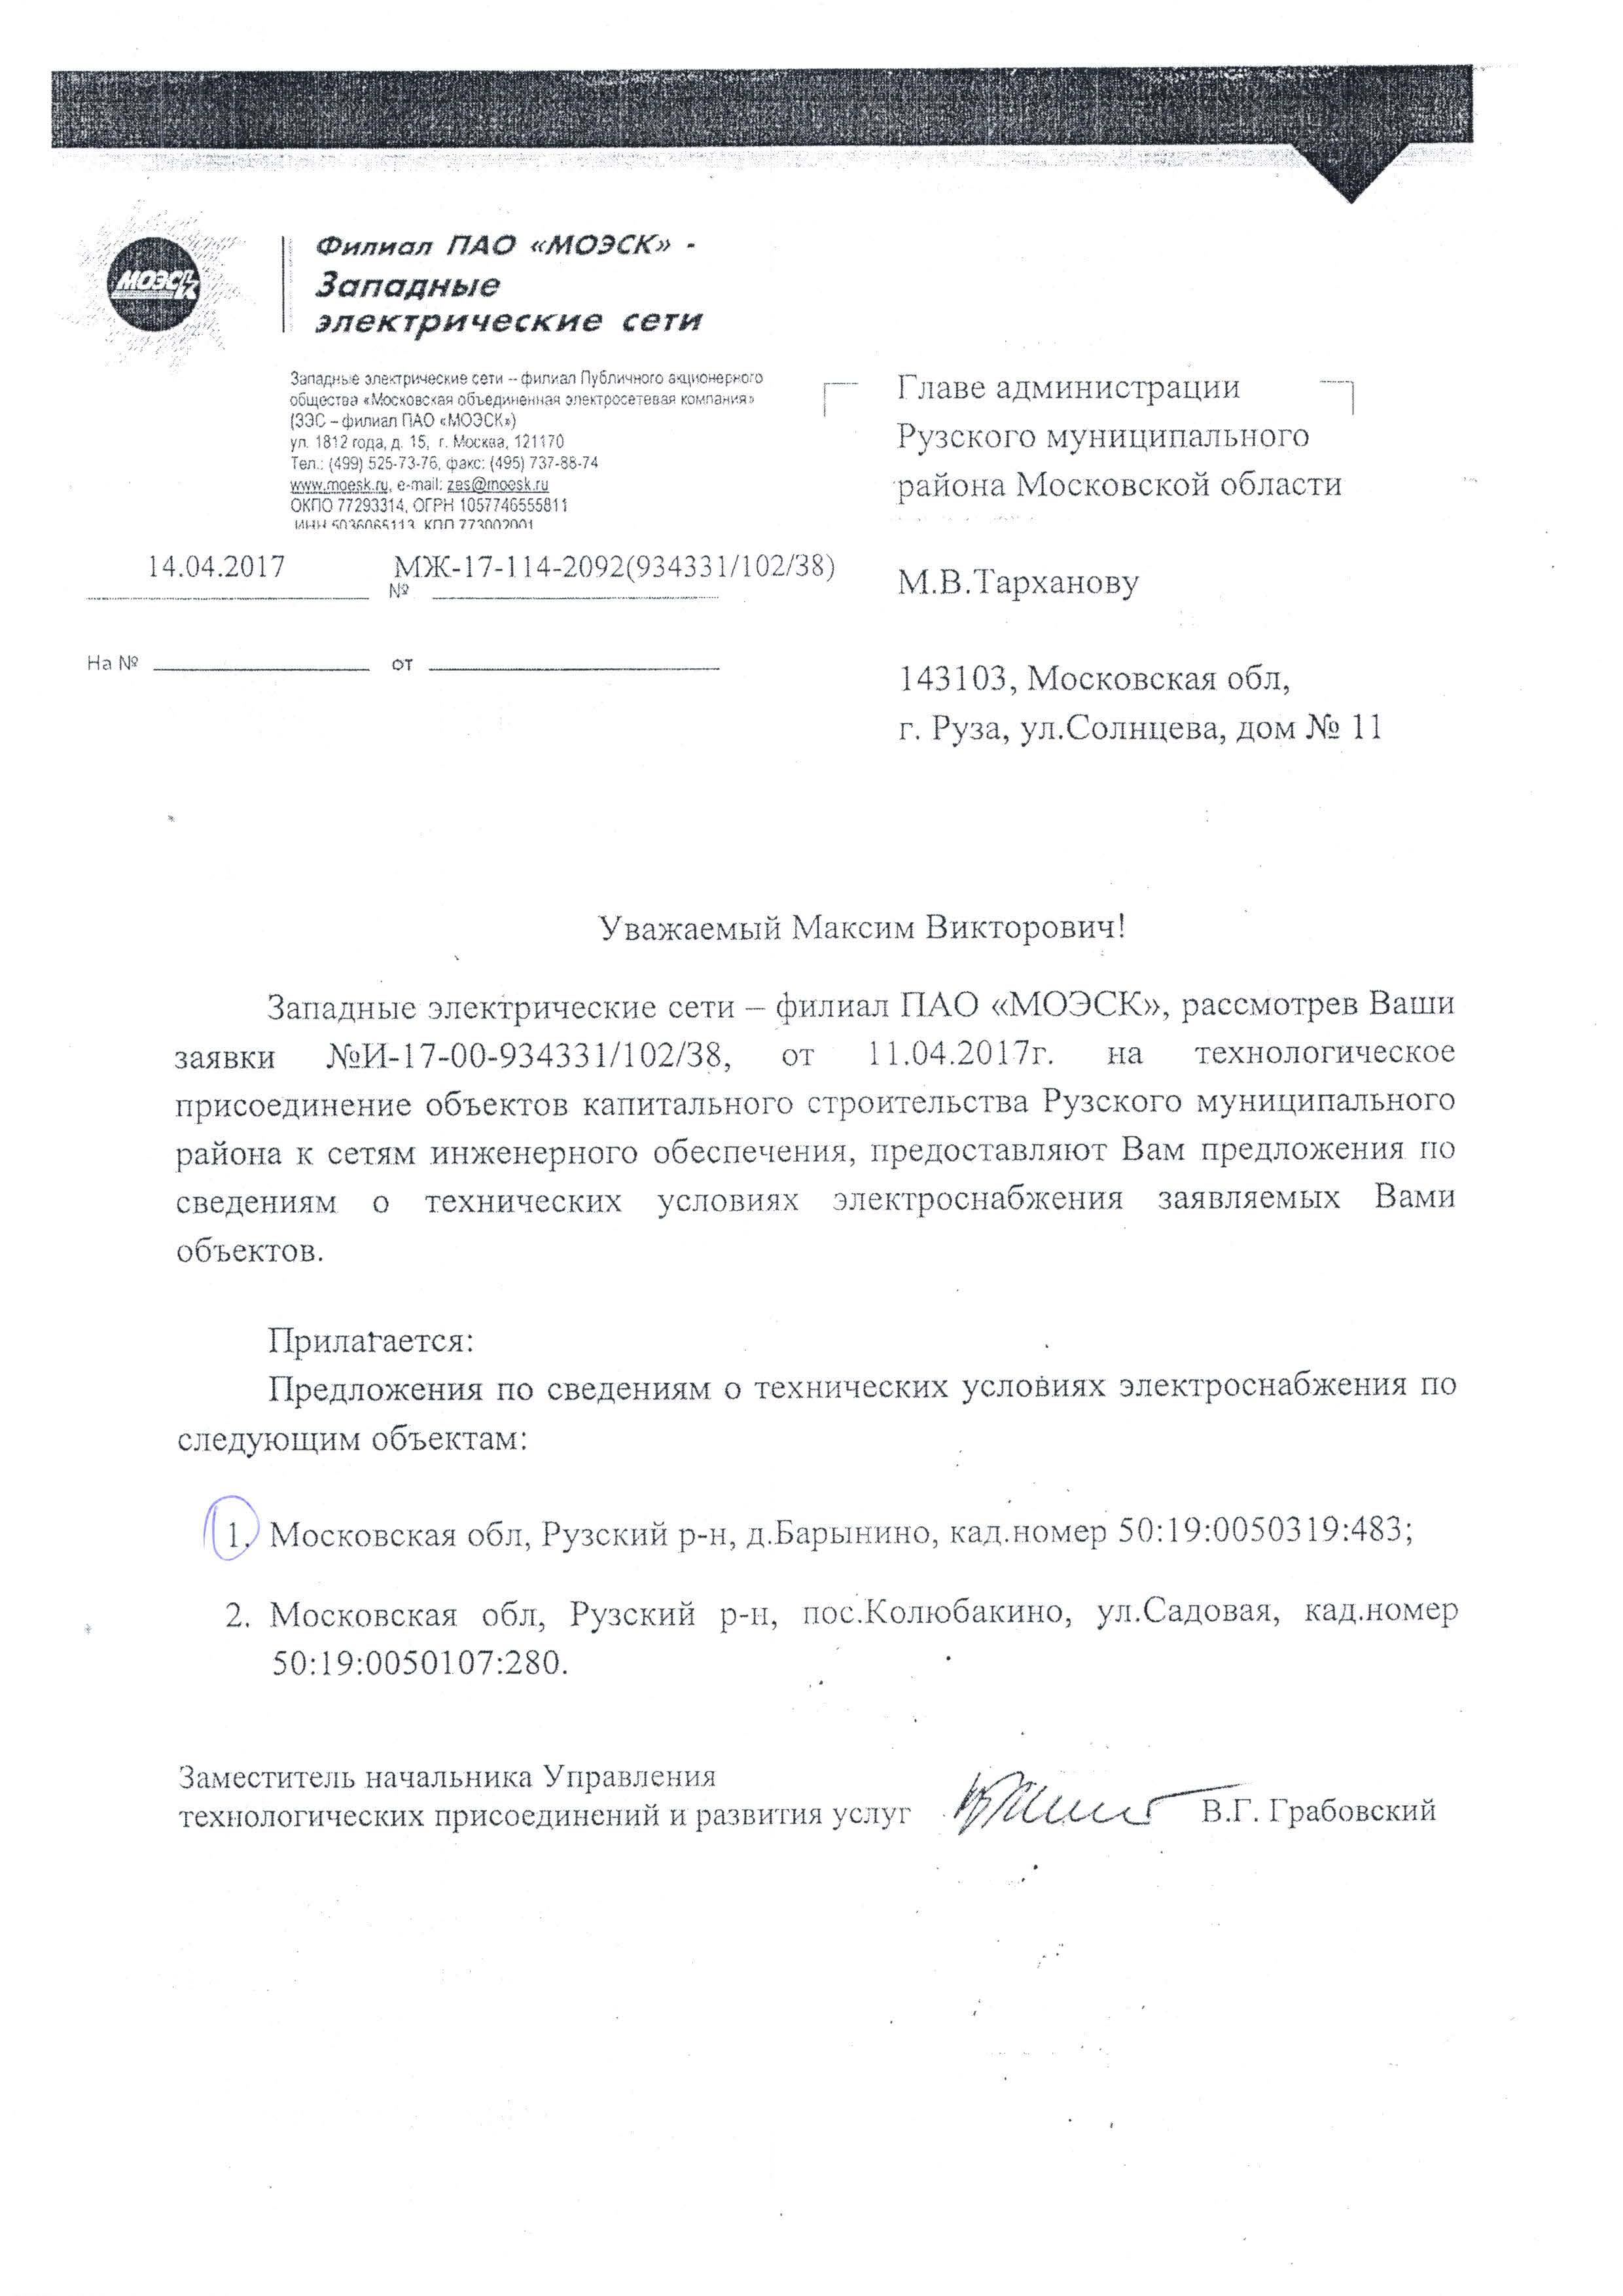 МОЭСК
Филиал ПАО «МОЭСК» -
Западные
электрические сети
Западные электрические сети – филиал Публичного акционерного
общества «Московская объединенная электросетевая компания»
(ЗЭС – филиал ПАО «МОЭСК»)
ул. 1812 года, д. 15, г. Москва, 121170
Тел.: (499) 525-73-76, факс: (495) 737-88-74
www.moesk.ru, e-mail: zes@moesk.ru
ОКПО 77293314, ОГРН 1057746555811
ИНН 5036065113, КПП 773002001
14.04.2017 МЖ-17-114-2092(934331/102/38)
№
На № от
Главе администрации
Рузского муниципального
района Московской области
М.В.Тарханову
143103, Московская обл,
г. Руза, ул.Солнцева, дом № 11
Уважаемый Максим Викторович!
Западные электрические сети – филиал ПАО «МОЭСК», рассмотрев Ваши
заявки №И-17-00-934331/102/38, от 11.04.2017г. на технологическое
присоединение объектов капитального строительства Рузского муниципального
района к сетям инженерного обеспечения, предоставляют Вам предложения по
сведениям о технических условиях электроснабжения заявляемых Вами
объектов.
Прилагается:
Предложения по сведениям о технических условиях электроснабжения по
следующим объектам:
1. Московская обл, Рузский р-н, д.Барынино, кад.номер 50:19:0050319:483;
2. Московская обл, Рузский р-н, пос.Колюбакино, ул.Садовая, кад.номер
50:19:0050107:280.
Заместитель начальника Управления
технологических присоединений и развития услуг В.Г. Грабовский